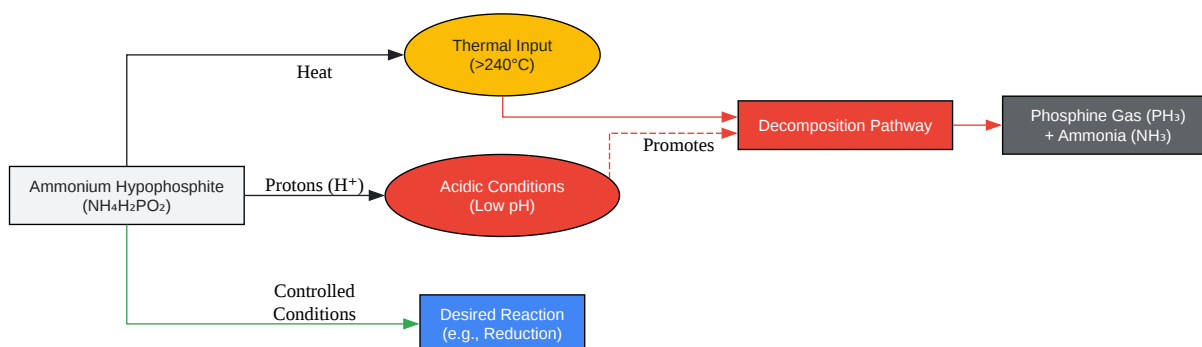 Thermal Input
(>240°C)
Heat
Decomposition Pathway
Phosphine Gas (PH₃)
+ Ammonia (NH₃)
Promotes
Ammonium Hypophosphite
(NH₄H₂PO₂)
Protons (H⁺)
Acidic Conditions
(Low pH)
Controlled
Conditions
Desired Reaction
(e.g., Reduction)